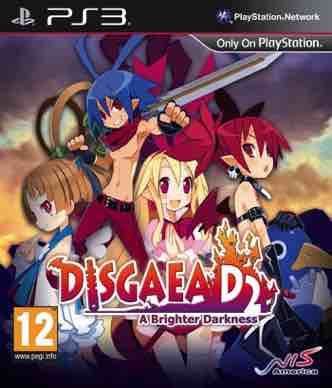 PS3
PlayStation.Network
Only On PlayStation.
DISGAEA D2
A Brighter Darkness
12
www.pegi.info
NIS
America